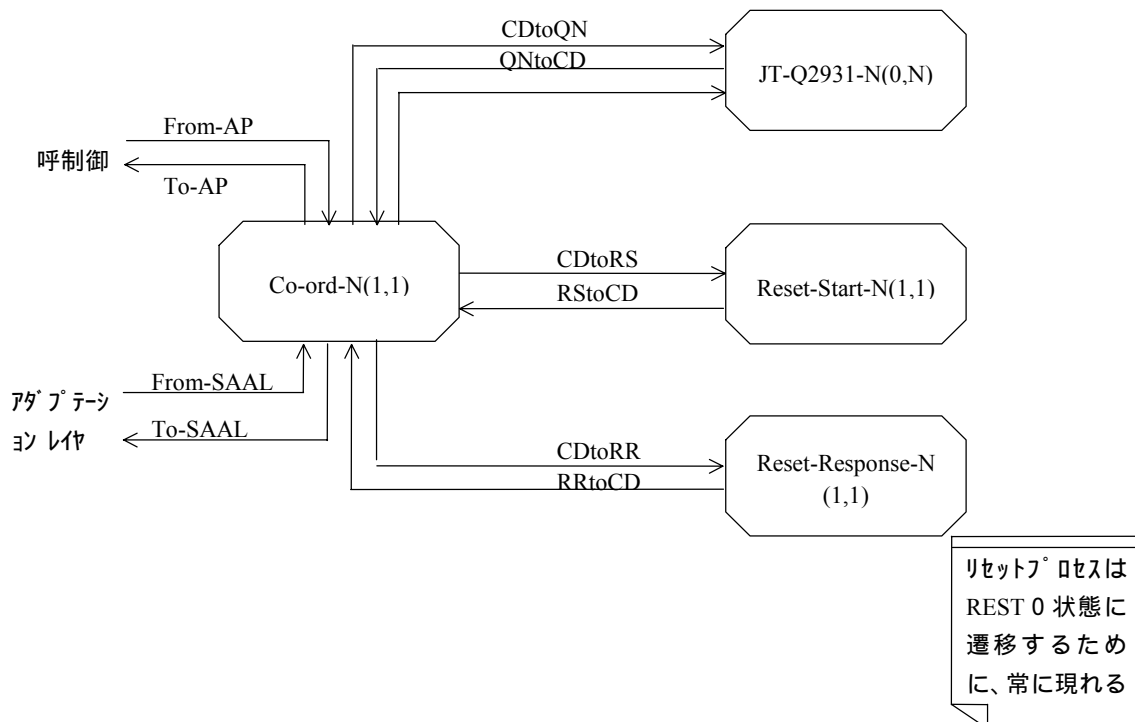 CDtoQN
QNtoCD
JT-Q2931-N(0,N)
From-AP
呼制御
To-AP
Co-ord-N(1,1)
CDtoRS
RStoCD
Reset-Start-N(1,1)
From-SAAL
アダプテーシ
ョン レイヤ
To-SAAL
CDtoRR
RRtoCD
Reset-Response-N
(1,1)
リセットプロセスは
REST 0 状態に
遷移するため
に、常に現れる